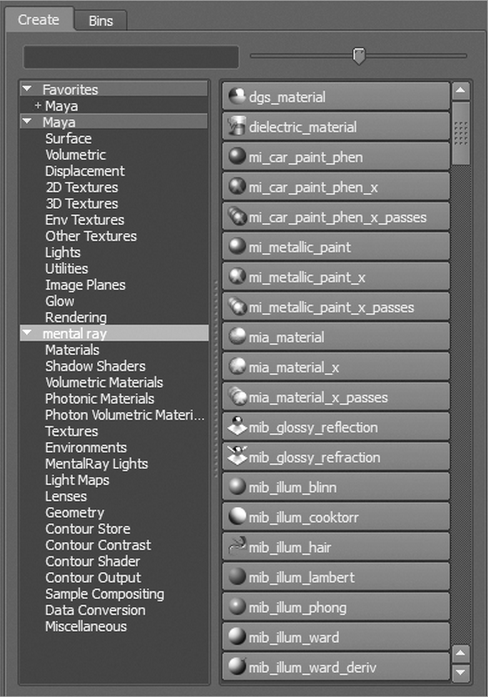 Create
Bins
Favorites
+ Maya
Maya
Surface
Volumetric
Displacement
2D Textures
3D Textures
Env Textures
Other Textures
Lights
Utilities
Image Planes
Glow
Rendering
mental ray
Materials
Shadow Shaders
Volumetric Materials
Photonic Materials
Photon Volumetric Materi...
Textures
Environments
MentalRay Lights
Light Maps
Lenses
Geometry
Contour Store
Contour Contrast
Contour Shader
Contour Output
Sample Compositing
Data Conversion
Miscellaneous
dgs_material
dielectric_material
mi_car_paint_phen
mi_car_paint_phen_x
mi_car_paint_phen_x_passes
mi_metallic_paint
mi_metallic_paint_x
mi_metallic_paint_x_passes
mia_material
mia_material_x
mia_material_x_passes
mib_glossy_reflection
mib_glossy_refraction
mib_illum_blinn
mib_illum_cooktorr
mib_illum_hair
mib_illum_lambert
mib_illum_phong
mib_illum_ward
mib_illum_ward_deriv